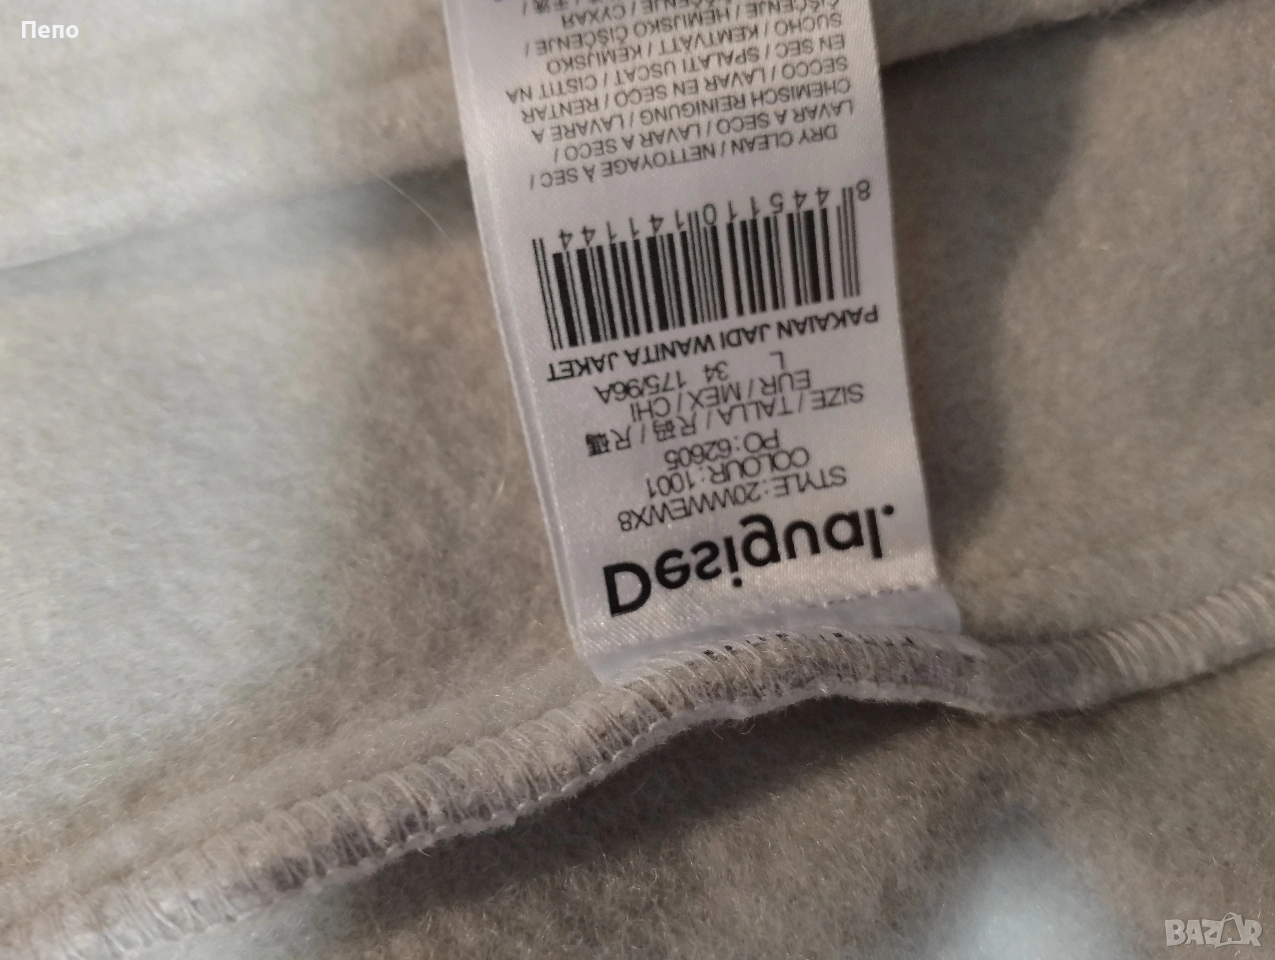 Пепо
Desigual.
STYLE:20WWEWX8
COLOUR:1001
PO:62605
SIZE / TALLA / 尺码 / 尺碼
EUR / MEX / CHI
L 34 175/96A
PAKAIAN JADI WANITA JAKET
8 445110 141144
DRY CLEAN / NETTOYAGE À SEC /
LAVAR A SECO / LAVAR A SECO /
CHEMISCH REINIGUNG / LAVARE A
SECCO / LAVAR EN SECO / RENTAR
EN SEC / SPALATI USCAT / CISTIT NA
SUCHO / KEMTVÄTT / KEMIJSKO
ČIŠĆENJE / HEMIJSKO ČIŠĆENJE /
/ СУХАЯ
BAZAR